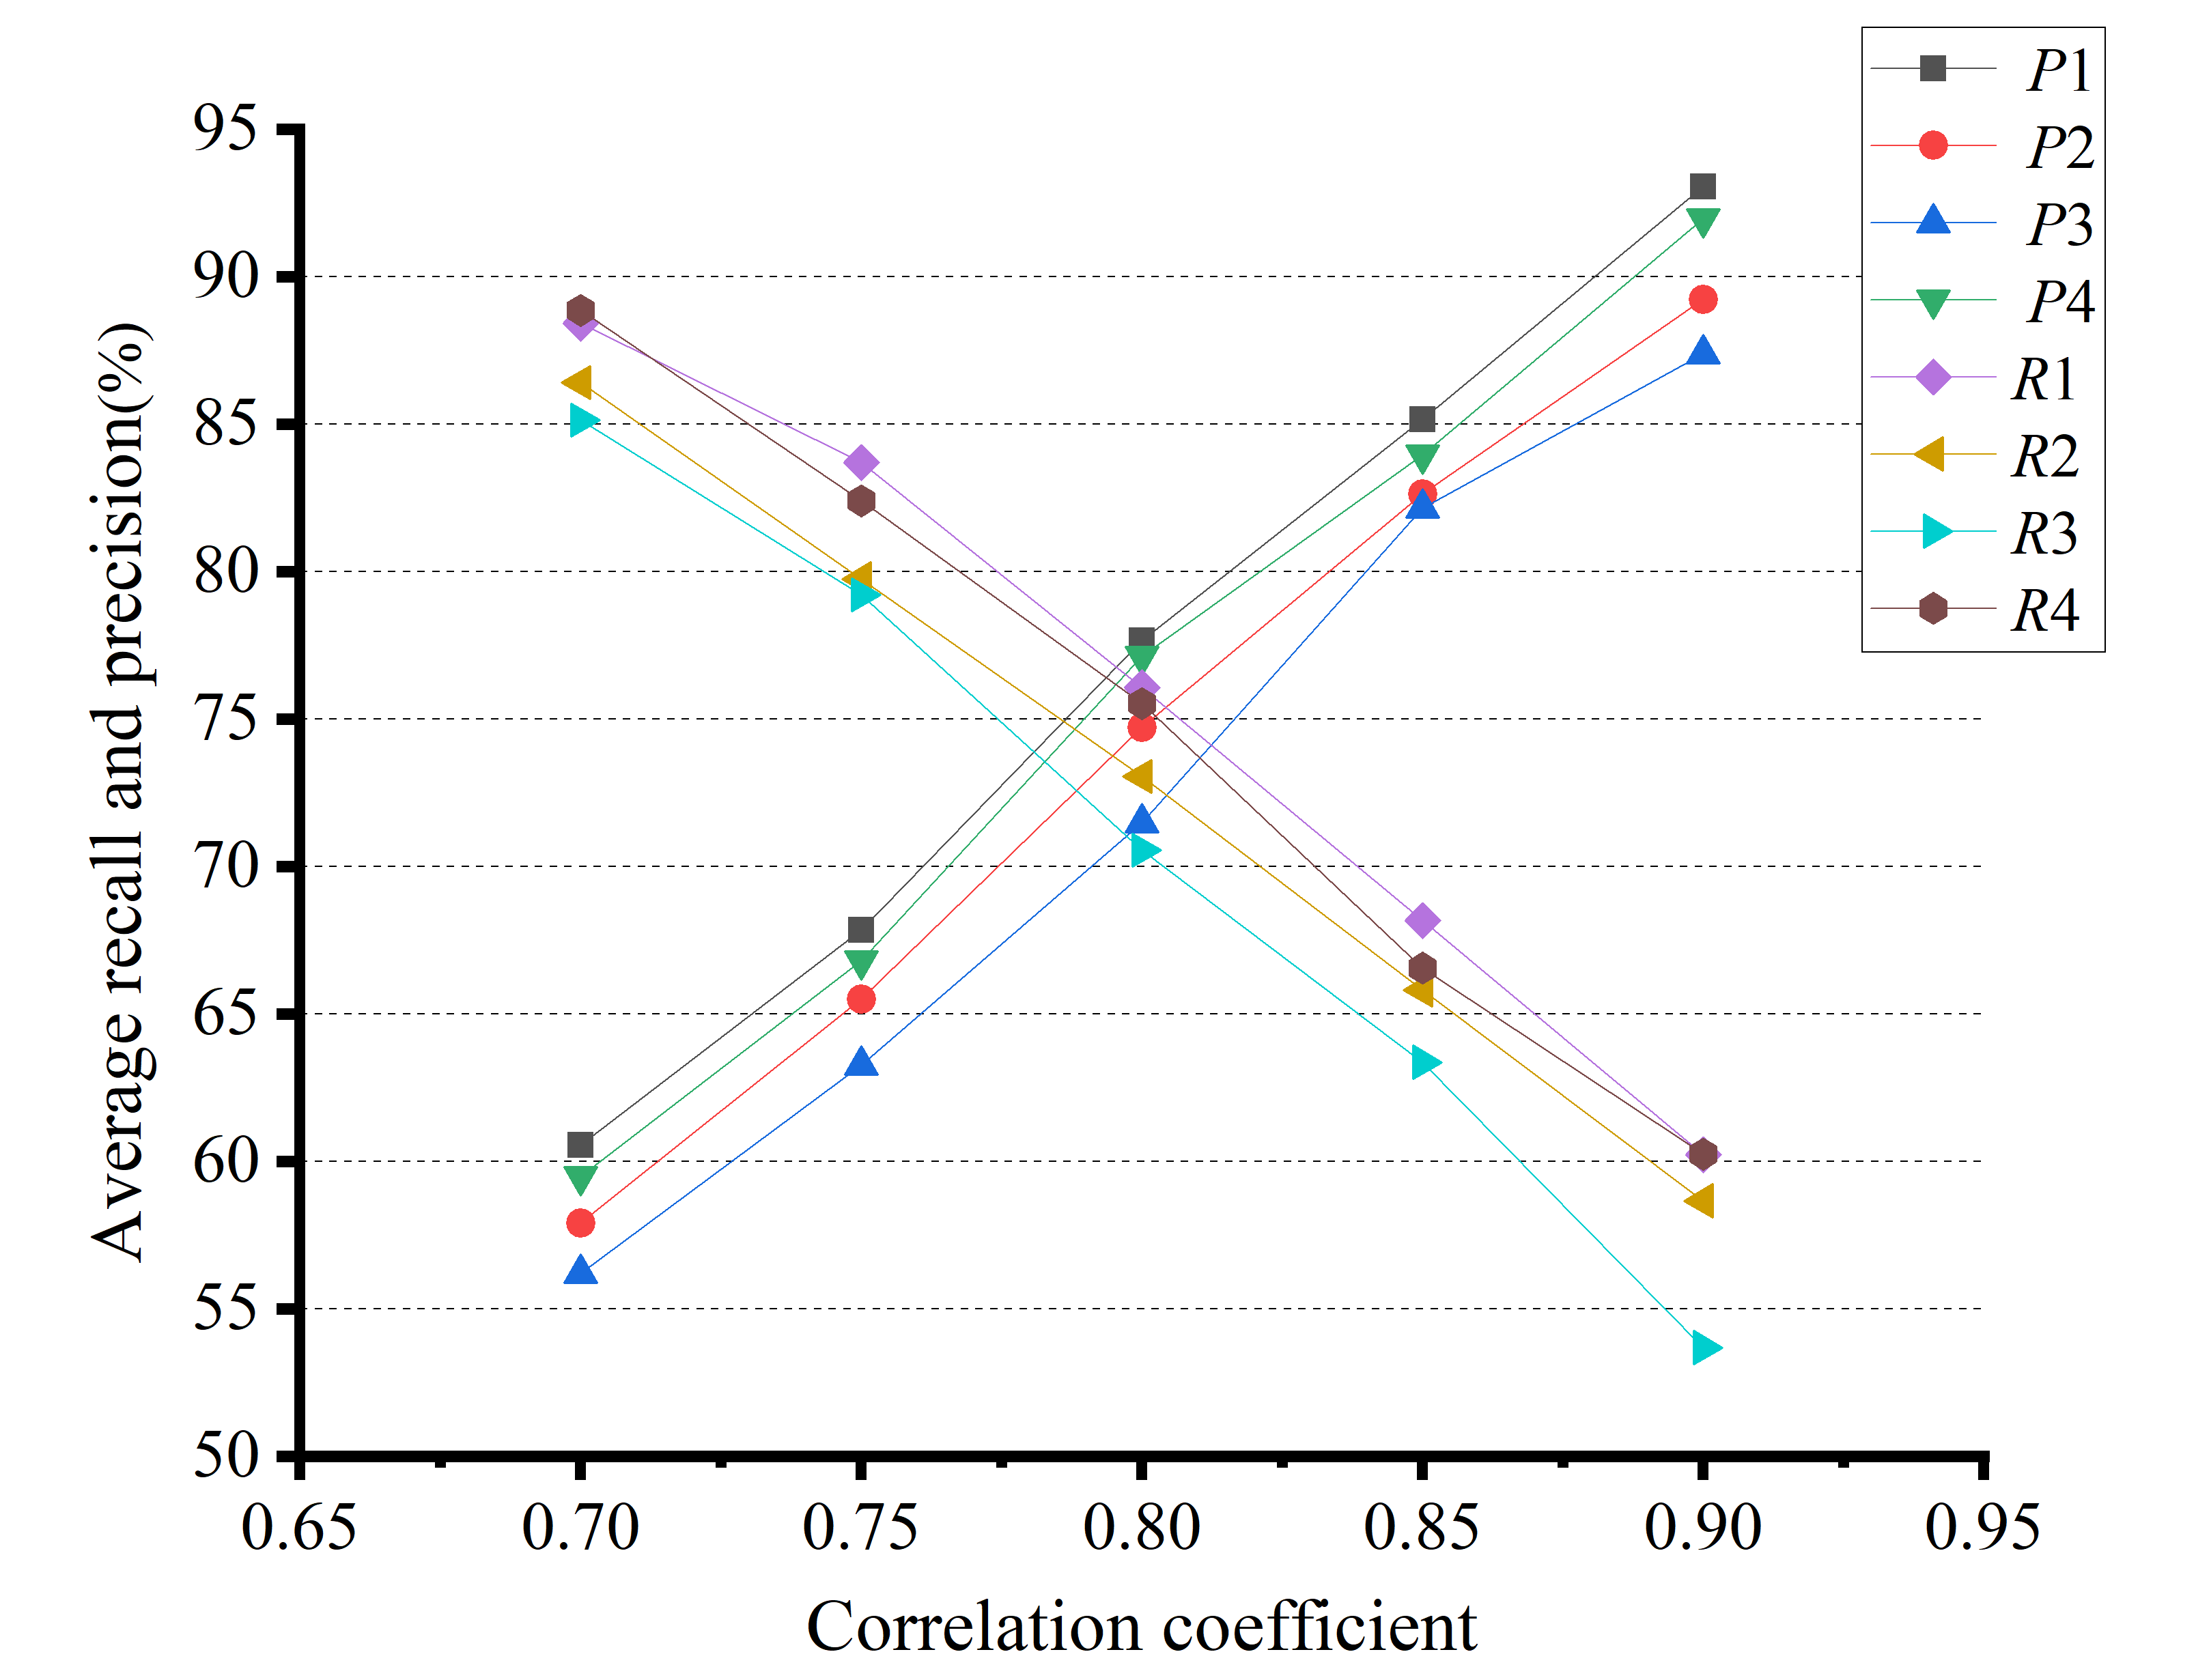 P1
P2
P3
P4
R1
R2
R3
R4
95
90
85
80
75
70
65
60
55
50
Average recall and precision(%)
0.65 0.70 0.75 0.80 0.85 0.90 0.95
Correlation coefficient